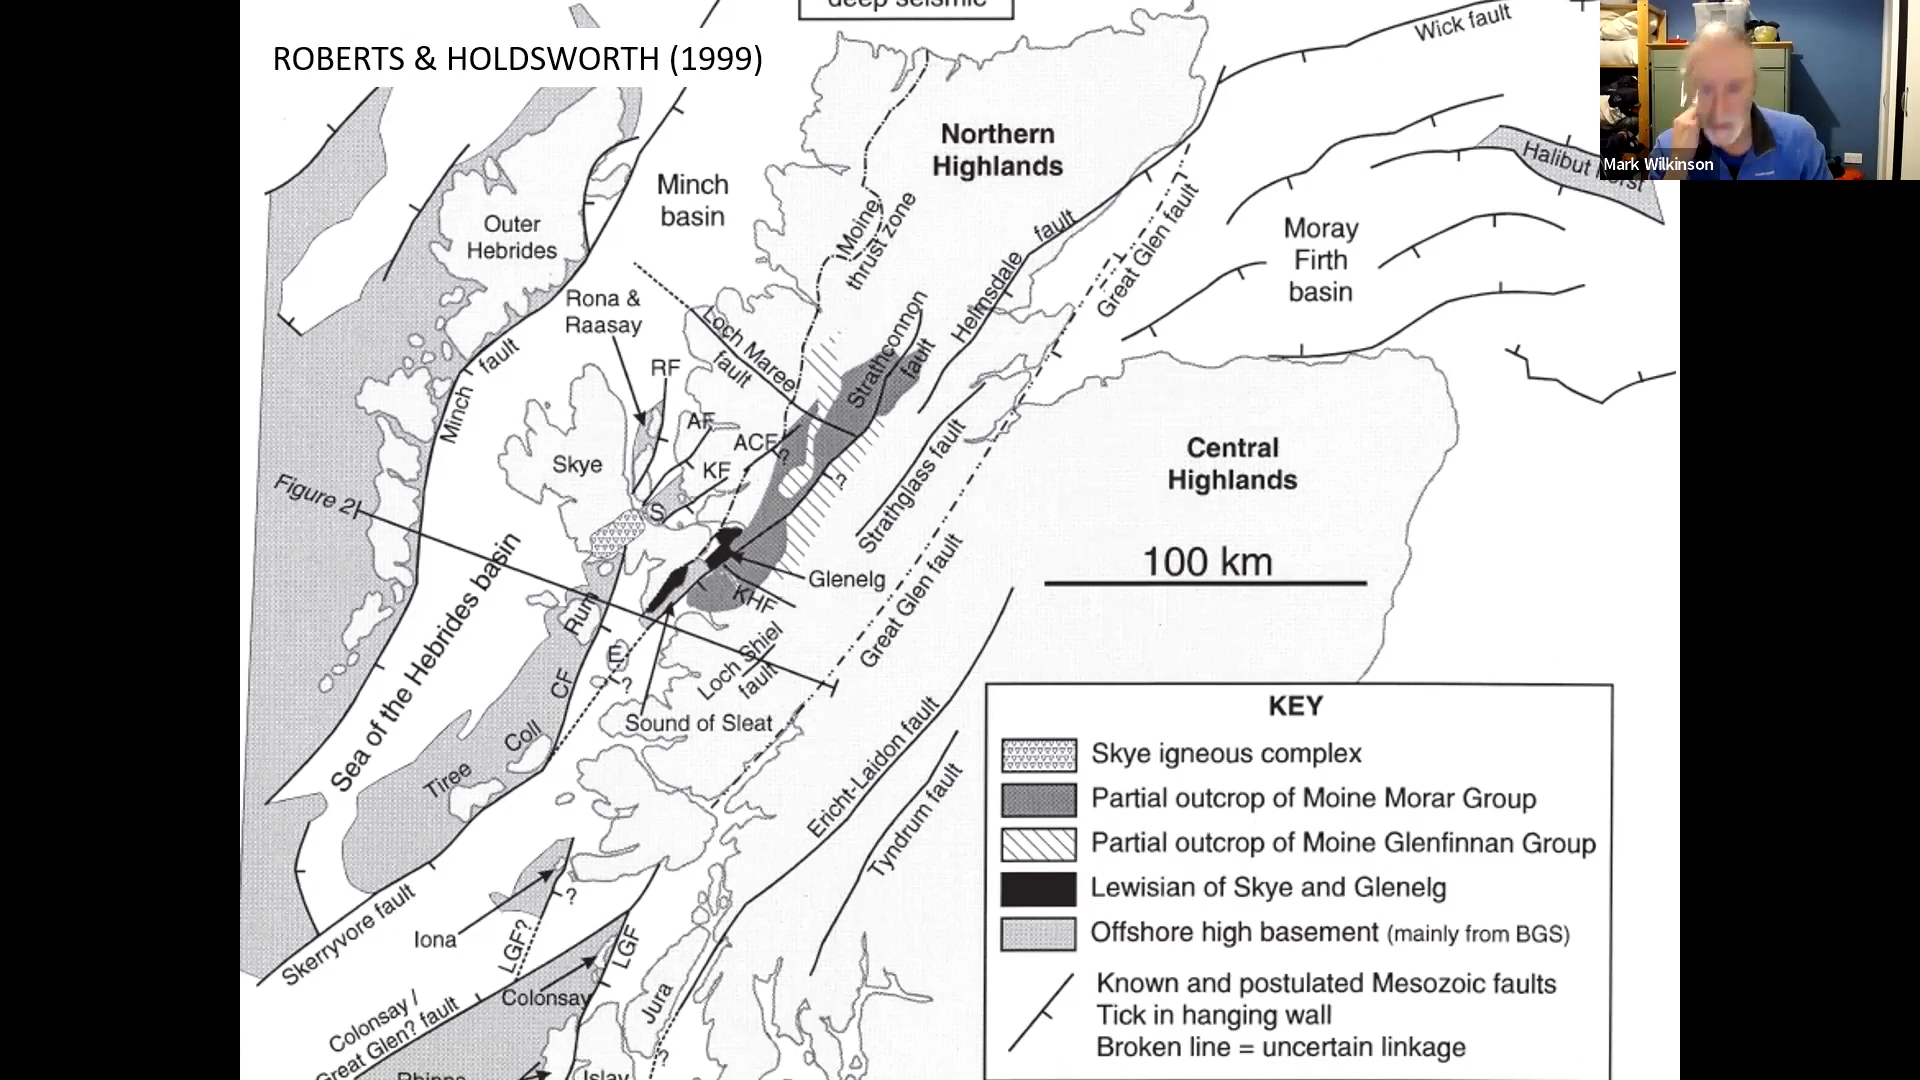 deep seismic
ROBERTS & HOLDSWORTH (1999)
Wick fault
Mark Wilkinson
Halibut
Northern
Highlands
Minch
basin
Outer
Hebrides
Moine
thrust zone
Helmsdale fault
Great Glen fault
Moray
Firth
basin
Rona &
Raasay
Loch Maree
fault
Strathconnon
fault
RF
Minch fault
AF
ACF
?
KF
Skye
S
?
Strathglass fault
Central
Highlands
Figure 2
100 km
Glenelg
KHF
Great Glen fault
Sea of the Hebrides basin
Rum
E
?
CF
Loch Shiel
fault
Sound of Sleat
Coll
Tiree
Ericht-Laidon fault
Tyndrum fault
Skerryvore fault
Iona
?
LGF?
LGF
Colonsay
Jura
Colonsay /
Great Glen? fault
?
Islay
KEY
Skye igneous complex
Partial outcrop of Moine Morar Group
Partial outcrop of Moine Glenfinnan Group
Lewisian of Skye and Glenelg
Offshore high basement (mainly from BGS)
Known and postulated Mesozoic faults
Tick in hanging wall
Broken line = uncertain linkage